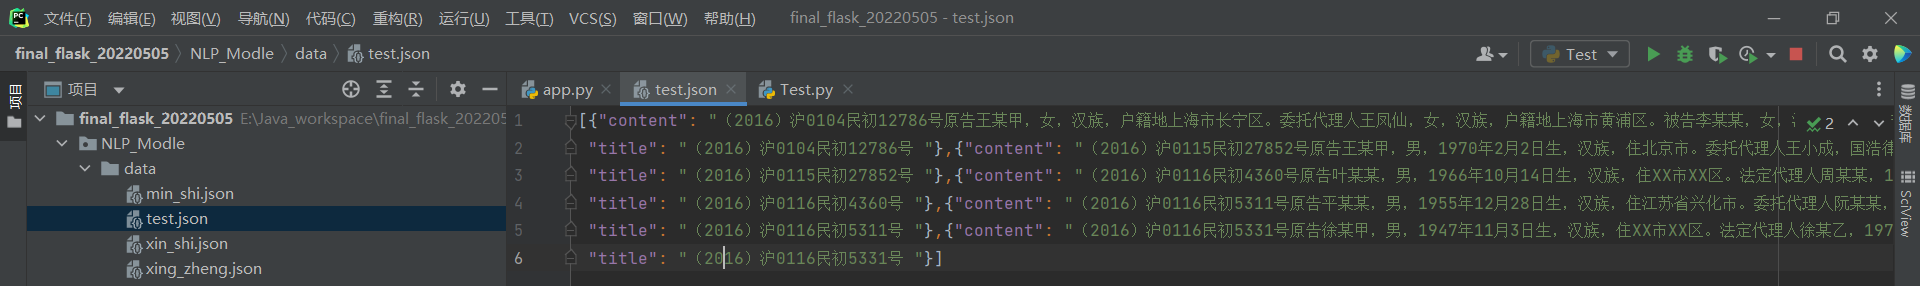 文件(F) 编辑(E) 视图(V) 导航(N) 代码(C) 重构(R) 运行(U) 工具(T) VCS(S) 窗口(W) 帮助(H) final_flask_20220505 - test.json
final_flask_20220505 NLP_Modle data test.json Test
项目 app.py test.json Test.py
项目
final_flask_20220505 E:\Java_workspace\final_flask_202205
NLP_Modle
data
min_shi.json
test.json
xin_shi.json
xing_zheng.json
1 [{"content": "（2016）沪0104民初12786号原告王某甲，女，汉族，户籍地上海市长宁区。委托代理人王凤仙，女，汉族，户籍地上海市黄浦区。被告李某某，女， 2
2 "title": "（2016）沪0104民初12786号 "},{"content": "（2016）沪0115民初27852号原告王某甲，男，1970年2月2日生，汉族，住北京市。委托代理人王小成，国浩律
3 "title": "（2016）沪0115民初27852号 "},{"content": "（2016）沪0116民初4360号原告叶某某，男，1966年10月14日生，汉族，住XX市XX区。法定代理人周某某，1
4 "title": "（2016）沪0116民初4360号 "},{"content": "（2016）沪0116民初5311号原告平某某，男，1955年12月28日生，汉族，住江苏省兴化市。委托代理人阮某某，
5 "title": "（2016）沪0116民初5311号 "},{"content": "（2016）沪0116民初5331号原告徐某甲，男，1947年11月3日生，汉族，住XX市XX区。法定代理人徐某乙，197
6 "title": "（2016）沪0116民初5331号 "}]
数据库
SciView